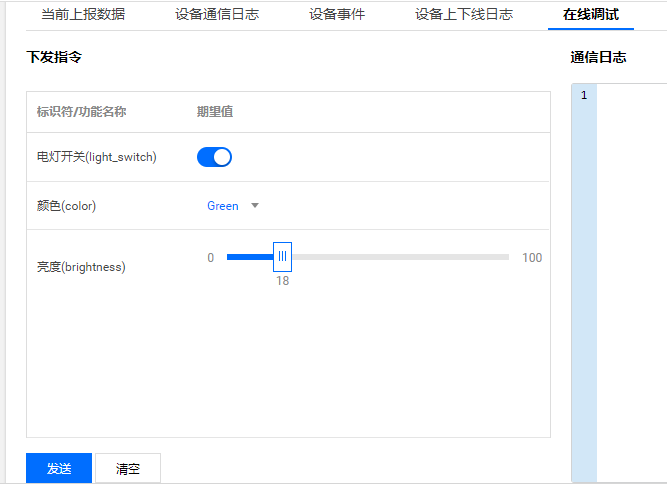 当前上报数据 设备通信日志 设备事件 设备上下线日志 在线调试
下发指令 通信日志
标识符/功能名称 期望值 1
电灯开关(light_switch)
颜色(color) Green
亮度(brightness) 0 100
18
发送 清空